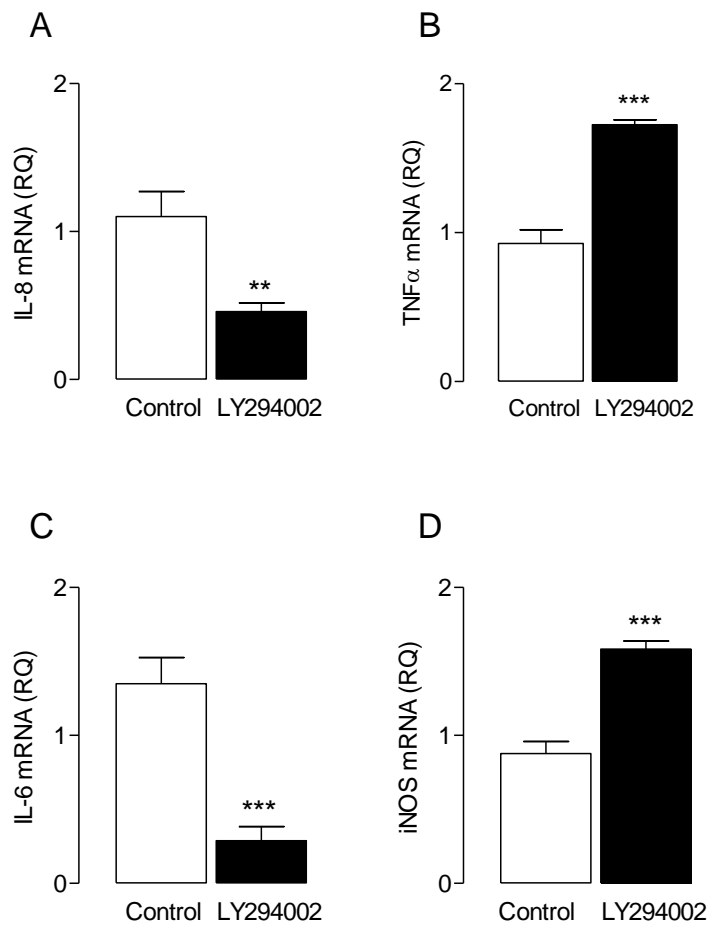 A
2
1
0
IL-8 mRNA (RQ)
**
Control LY294002
B
2
1
0
TNFα mRNA (RQ)
***
Control LY294002
C
2
1
0
IL-6 mRNA (RQ)
***
Control LY294002
D
2
1
0
iNOS mRNA (RQ)
***
Control LY294002